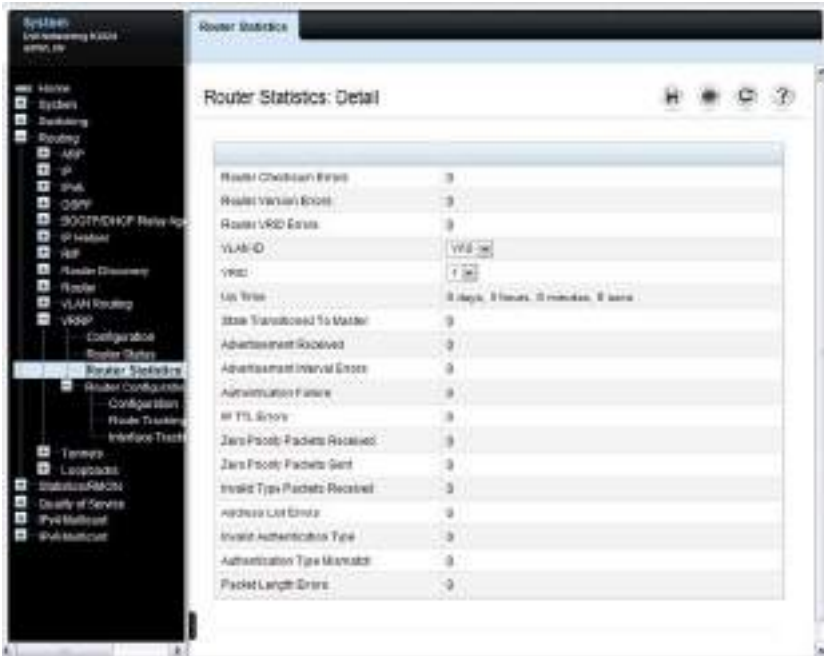 System
Router Statistics
Home
System
Switching
Routing
ARP
IP
IPv6
OSPF
BOOTP/DHCP Relay Age
IP Helper
RIP
Router Discovery
Router
VLAN Routing
VRRP
Configuration
Router Status
Router Statistics
Router Configuratio
Configuration
Route Tracking
Interface Tracki
Tunnels
Loopbacks
Statistics/RMON
Quality of Service
IPv4 Multicast
IPv6 Multicast
Router Statistics: Detail
Router Checksum Errors 0
Router Version Errors 0
Router VRID Errors 0
VLAN-ID
VRID 1
Up Time 0 days, 0 hours, 0 minutes, 0 secs
State Transitioned To Master 0
Advertisement Received 0
Advertisement Interval Errors 0
Authentication Failure 0
IP TTL Errors 0
Zero Priority Packets Received 0
Zero Priority Packets Sent 0
Invalid Type Packets Received 0
Address List Errors 0
Invalid Authentication Type 0
Authentication Type Mismatch 0
Packet Length Errors 0